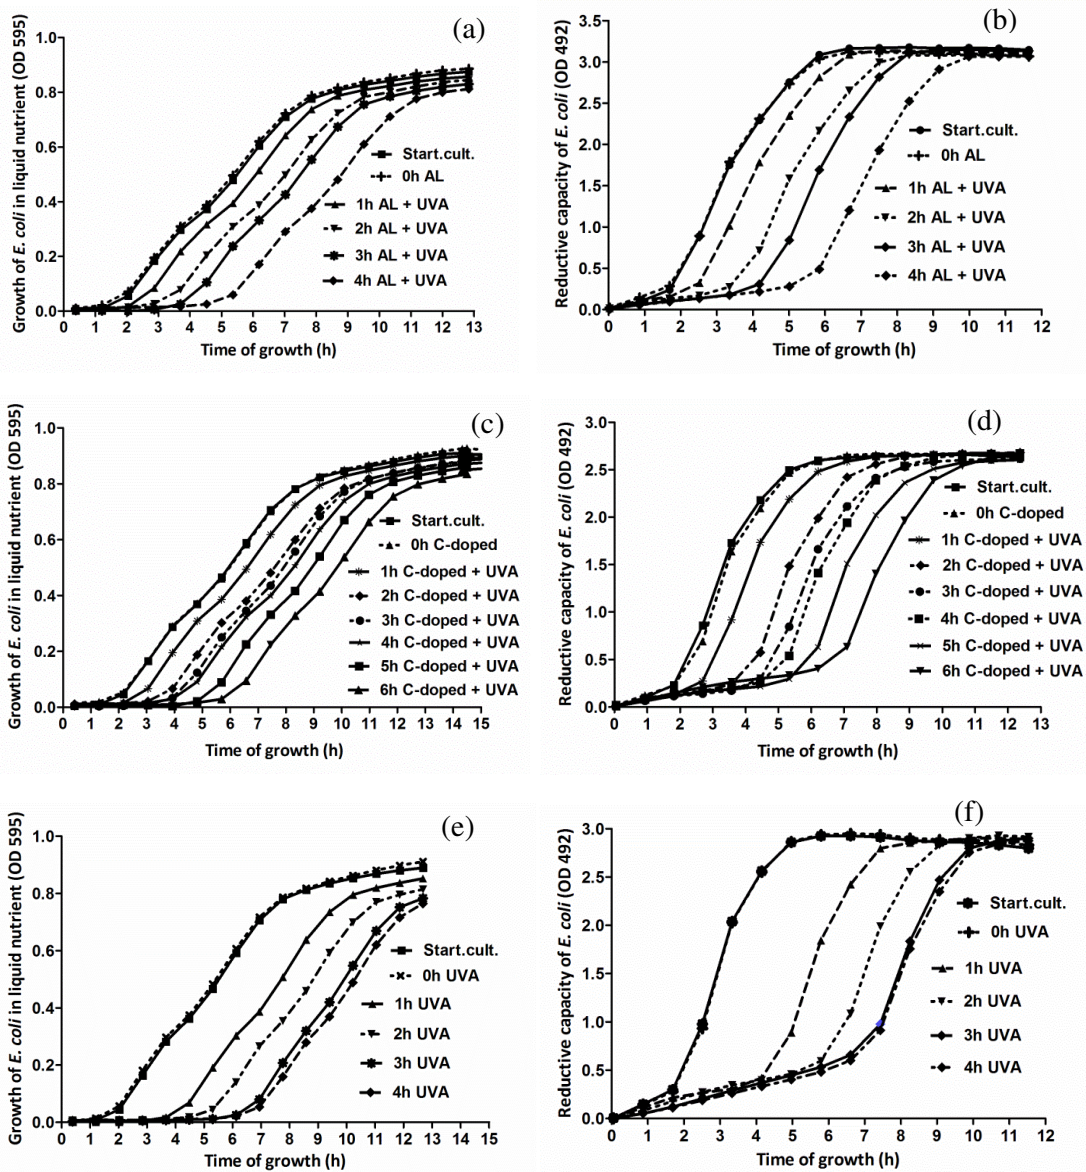 (a)
Growth of E. coli in liquid nutrient (OD 595)
1.0
0.8
0.6
0.4
0.2
0.0
0 1 2 3 4 5 6 7 8 9 10 11 12 13
Time of growth (h)
Start.cult.
0h AL
1h AL + UVA
2h AL + UVA
3h AL + UVA
4h AL + UVA
(b)
Reductive capacity of E. coli (OD 492)
3.5
3.0
2.5
2.0
1.5
1.0
0.5
0.0
0 1 2 3 4 5 6 7 8 9 10 11 12
Time of growth (h)
Start.cult.
0h AL
1h AL + UVA
2h AL + UVA
3h AL + UVA
4h AL + UVA
(c)
Growth of E. coli in liquid nutrient (OD 595)
1.0
0.8
0.6
0.4
0.2
0.0
0 1 2 3 4 5 6 7 8 9 10 11 12 13 14 15
Time of growth (h)
Start.cult.
0h C-doped
1h C-doped + UVA
2h C-doped + UVA
3h C-doped + UVA
4h C-doped + UVA
5h C-doped + UVA
6h C-doped + UVA
(d)
Reductive capacity of E. coli (OD 492)
3.0
2.5
2.0
1.5
1.0
0.5
0.0
0 1 2 3 4 5 6 7 8 9 10 11 12 13
Time of growth (h)
Start.cult.
0h C-doped
1h C-doped + UVA
2h C-doped + UVA
3h C-doped + UVA
4h C-doped + UVA
5h C-doped + UVA
6h C-doped + UVA
(e)
Growth of E. coli in liquid nutrient (OD 595)
1.0
0.8
0.6
0.4
0.2
0.0
0 1 2 3 4 5 6 7 8 9 10 11 12 13 14 15
Time of growth (h)
Start.cult.
0h UVA
1h UVA
2h UVA
3h UVA
4h UVA
(f)
Reductive capacity of E. coli (OD 492)
3.0
2.5
2.0
1.5
1.0
0.5
0.0
0 1 2 3 4 5 6 7 8 9 10 11 12
Time of growth (h)
Start.cult.
0h UVA
1h UVA
2h UVA
3h UVA
4h UVA